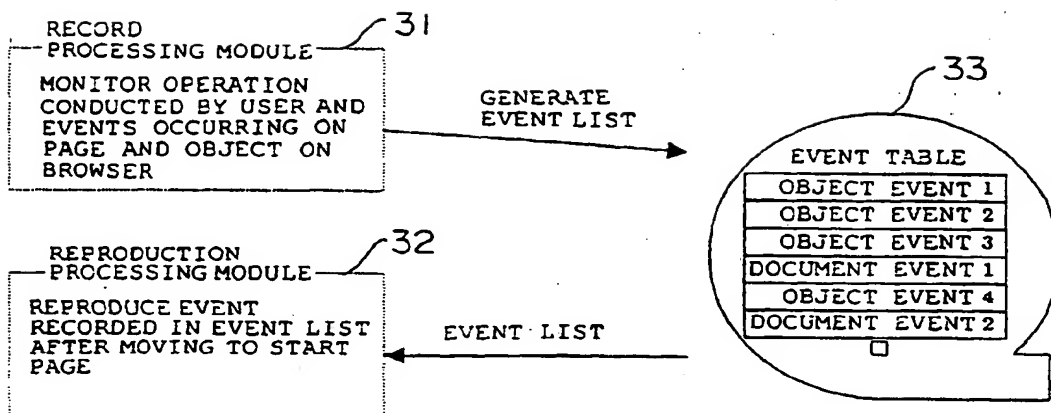 RECORD
PROCESSING MODULE
31
MONITOR OPERATION
CONDUCTED BY USER AND
EVENTS OCCURRING ON
PAGE AND OBJECT ON
BROWSER
GENERATE
EVENT LIST
33
EVENT TABLE
OBJECT EVENT 1
OBJECT EVENT 2
OBJECT EVENT 3
DOCUMENT EVENT 1
OBJECT EVENT 4
DOCUMENT EVENT 2
REPRODUCTION
PROCESSING MODULE
32
REPRODUCE EVENT
RECORDED IN EVENT LIST
AFTER MOVING TO START
PAGE
EVENT LIST